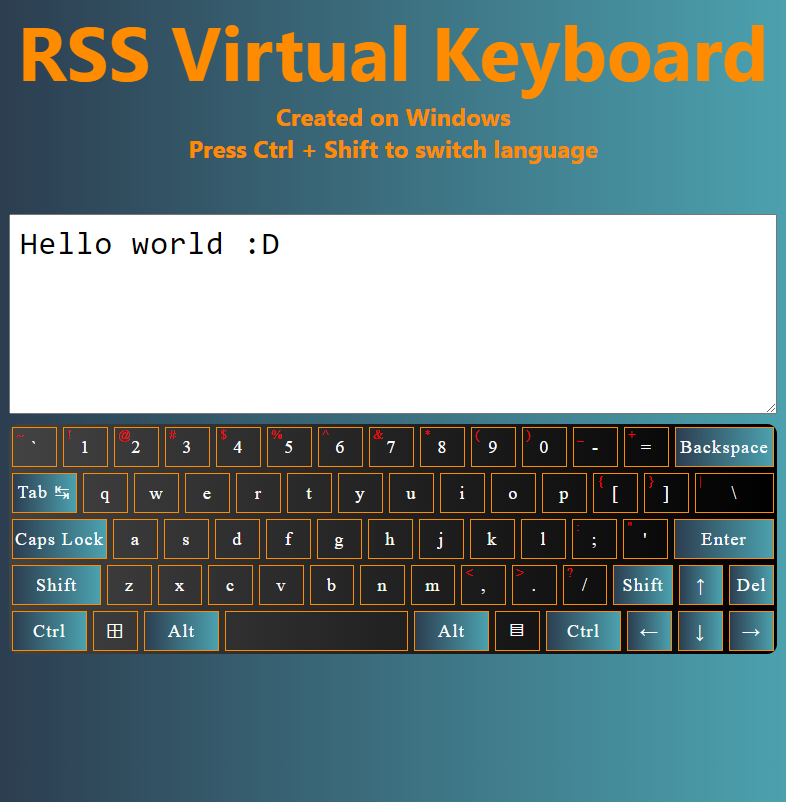 RSS Virtual Keyboard
Created on Windows
Press Ctrl + Shift to switch language
Hello world :D
~ ` ! 1 @ 2 # 3 $ 4 % 5 ^ 6 & 7 * 8 ( 9 ) 0 _ - + = Backspace
Tab ↹ q w e r t y u i o p { [ } ] | \
Caps Lock a s d f g h j k l : ; " ' Enter
Shift z x c v b n m < , > . ? / Shift ↑ Del
Ctrl ⊞ Alt Alt ▤ Ctrl ← ↓ →